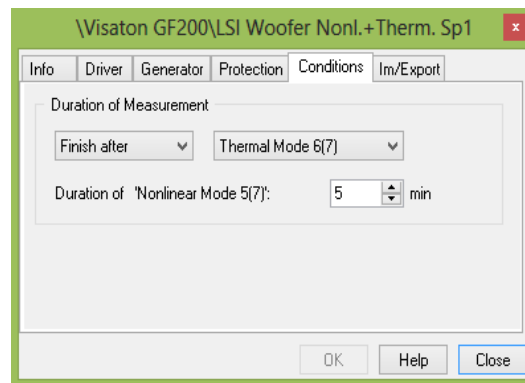 \Visaton GF200\LSI Woofer Nonl.+Therm. Sp1 x
Info Driver Generator Protection Conditions Im/Export
Duration of Measurement
Finish after Thermal Mode 6(7)
Duration of 'Nonlinear Mode 5(7)': 5 min
OK Help Close